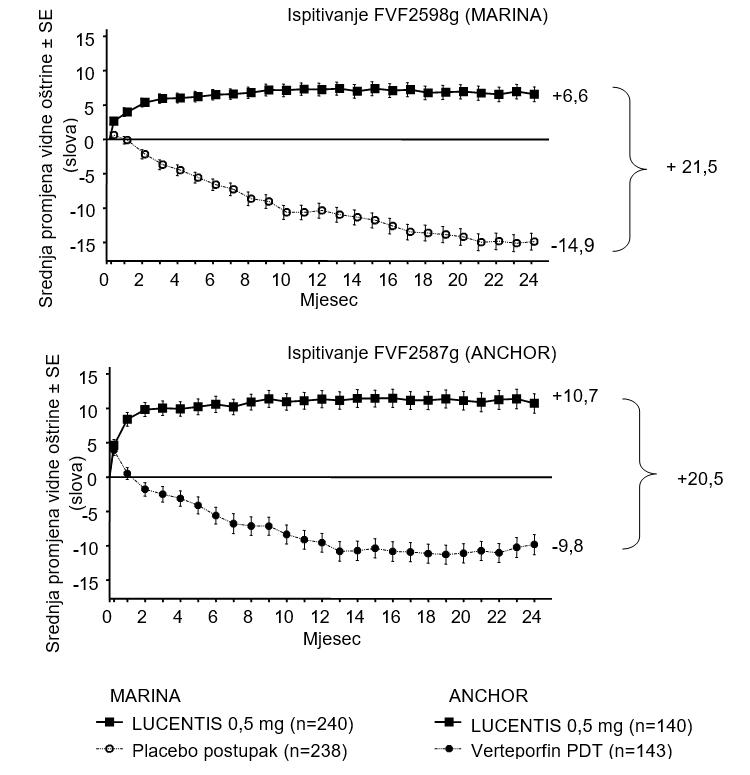 Ispitivanje FVF2598g (MARINA)
Srednja promjena vidne oštrine ± SE
(slova)
15
10
5
0
-5
-10
-15
+6,6
+ 21,5
-14,9
0 2 4 6 8 10 12 14 16 18 20 22 24
Mjesec
Ispitivanje FVF2587g (ANCHOR)
Srednja promjena vidne oštrine ± SE
(slova)
15
10
5
0
-5
-10
-15
+10,7
+20,5
-9,8
0 2 4 6 8 10 12 14 16 18 20 22 24
Mjesec
MARINA
LUCENTIS 0,5 mg (n=240)
Placebo postupak (n=238)
ANCHOR
LUCENTIS 0,5 mg (n=140)
Verteporfin PDT (n=143)